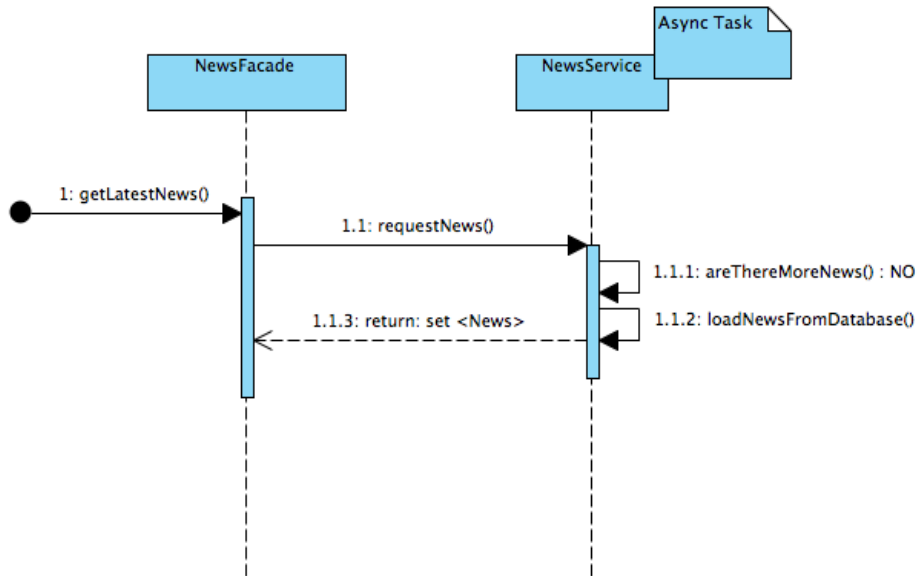 Async Task
NewsFacade
NewsService
1: getLatestNews()
1.1: requestNews()
1.1.1: areThereMoreNews() : NO
1.1.2: loadNewsFromDatabase()
1.1.3: return: set <News>